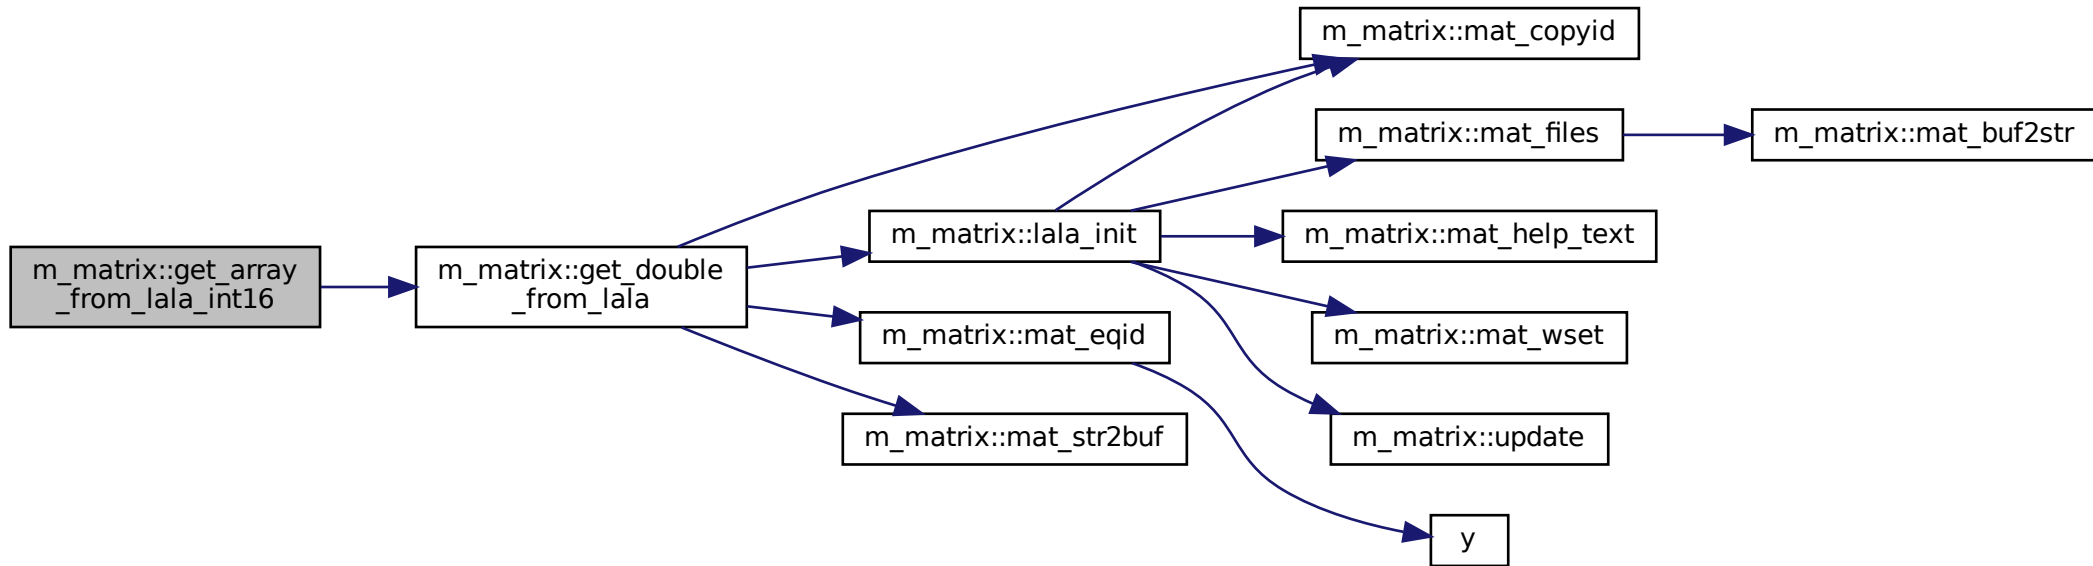 m_matrix::get_array
_from_lala_int16
m_matrix::get_double
_from_lala
m_matrix::mat_copyid
m_matrix::lala_init
m_matrix::mat_files
m_matrix::mat_buf2str
m_matrix::mat_help_text
m_matrix::mat_wset
m_matrix::update
m_matrix::mat_eqid
y
m_matrix::mat_str2buf